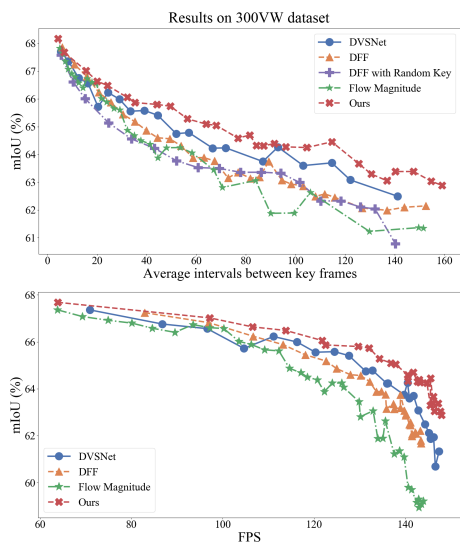 Results on 300VW dataset
68
67
66
65
64
63
62
61
mIoU (%)
DVSNet
DFF
DFF with Random Key
Flow Magnitude
Ours
0 20 40 60 80 100 120 140 160
Average intervals between key frames
68
66
64
62
60
mIoU (%)
DVSNet
DFF
Flow Magnitude
Ours
60 80 100 120 140
FPS